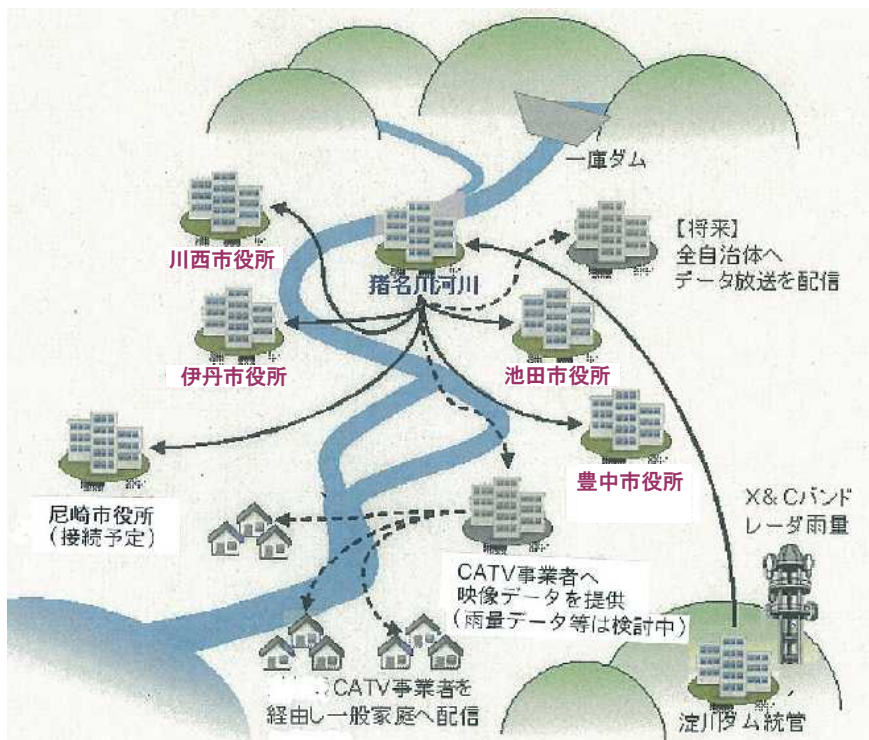 一庫ダム
川西市役所
猪名川河川
【将来】
全自治体へ
データ放送を配信
伊丹市役所
池田市役所
豊中市役所
尼崎市役所
(接続予定)
X&Cバンド
レーダ雨量
CATV事業者へ
映像データを提供
(雨量データ等は検討中)
CATV事業者を
経由し一般家庭へ配信
淀川ダム統管